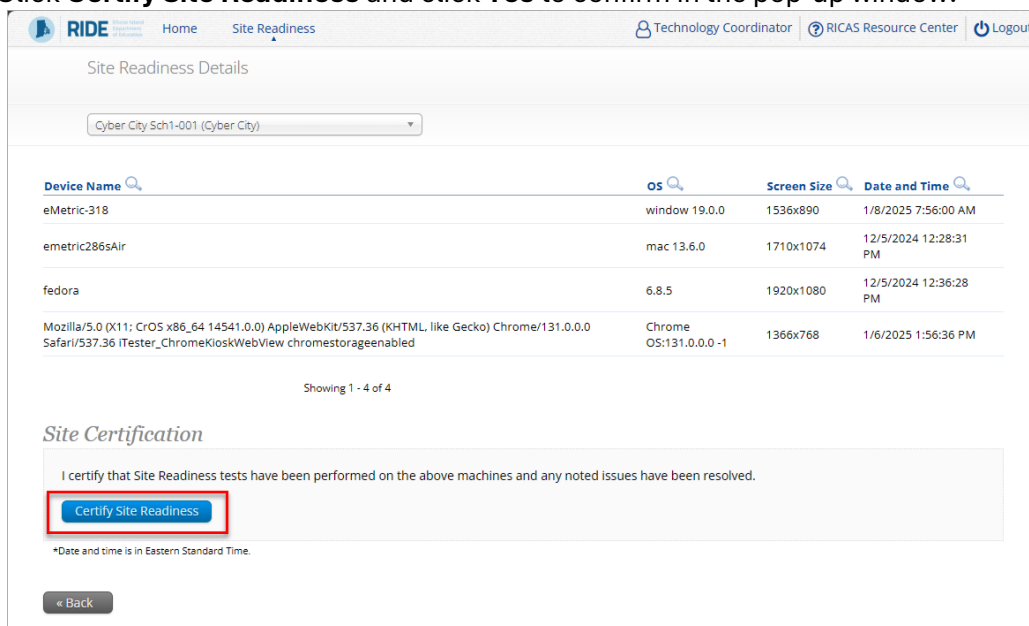 Click Certify Site Readiness and click Yes to confirm in the pop-up window.
RIDE Rhode Island Department of Education Home Site Readiness Technology Coordinator RICAS Resource Center Logout
Site Readiness Details
Cyber City Sch1-001 (Cyber City)
Device Name OS Screen Size Date and Time
eMetric-318 window 19.0.0 1536x890 1/8/2025 7:56:00 AM
emetric286sAir mac 13.6.0 1710x1074 12/5/2024 12:28:31 PM
fedora 6.8.5 1920x1080 12/5/2024 12:36:28 PM
Mozilla/5.0 (X11; CrOS x86_64 14541.0.0) AppleWebKit/537.36 (KHTML, like Gecko) Chrome/131.0.0.0
Safari/537.36 iTester_ChromeKioskWebView chromestorageenabled
Chrome
OS:131.0.0.0 -1
1366x768 1/6/2025 1:56:36 PM
Showing 1 - 4 of 4
Site Certification
I certify that Site Readiness tests have been performed on the above machines and any noted issues have been resolved.
Certify Site Readiness
*Date and time is in Eastern Standard Time.
« Back